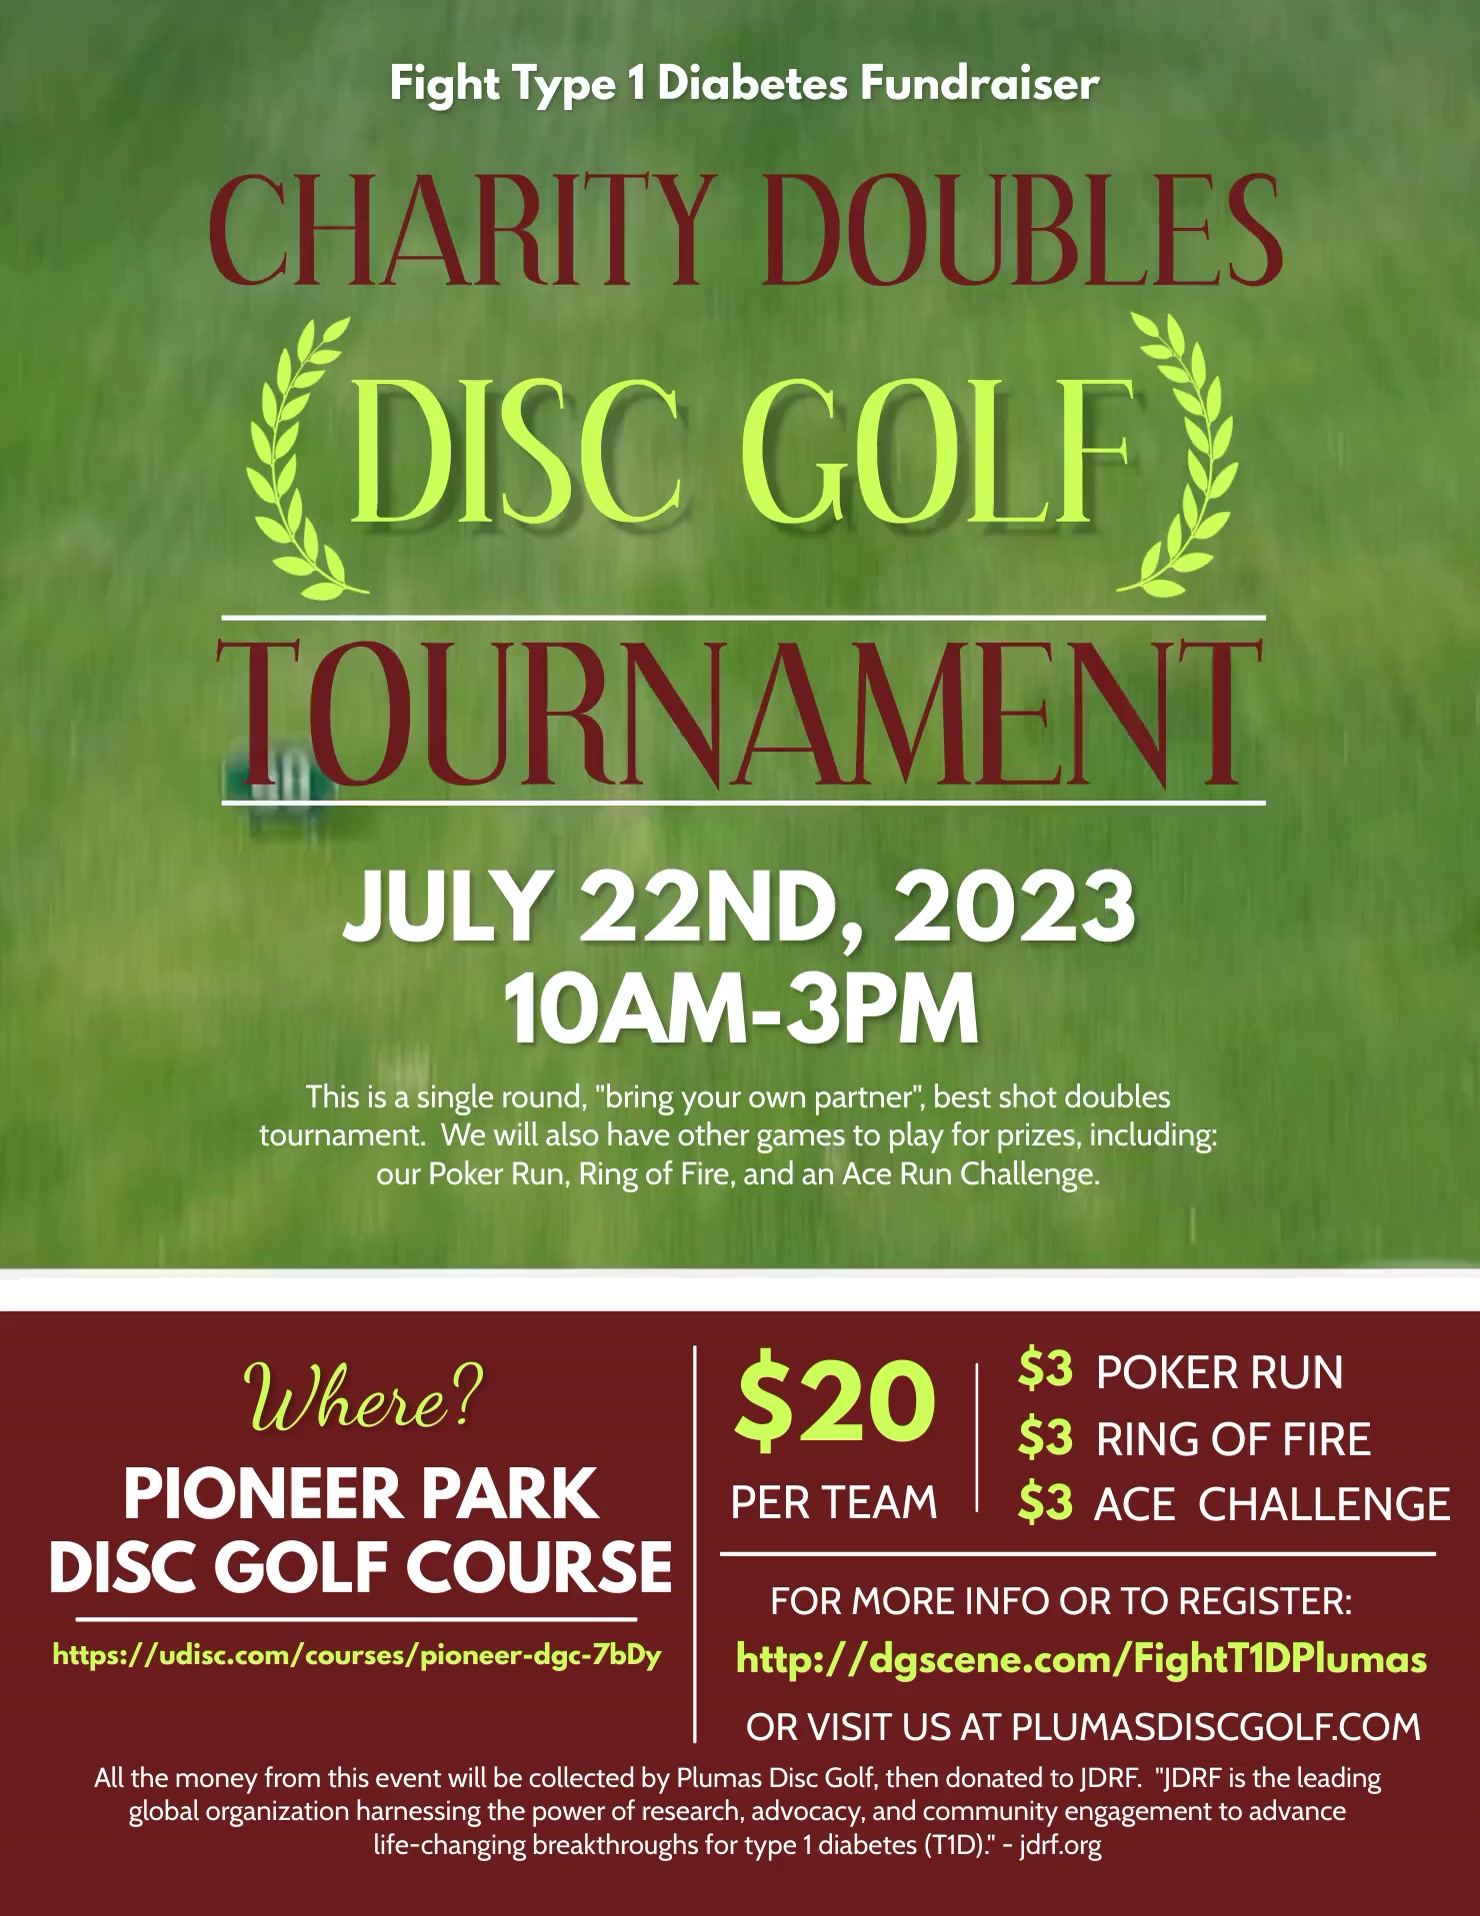 Fight Type 1 Diabetes Fundraiser
CHARITY DOUBLES
DISC GOLF
TOURNAMENT
JULY 22ND, 2023
10AM-3PM
This is a single round, "bring your own partner", best shot doubles
tournament.  We will also have other games to play for prizes, including:
our Poker Run, Ring of Fire, and an Ace Run Challenge.
Where?
PIONEER PARK
DISC GOLF COURSE
https://udisc.com/courses/pioneer-dgc-7bDy
$20
PER TEAM
$3 POKER RUN
$3 RING OF FIRE
$3 ACE CHALLENGE
FOR MORE INFO OR TO REGISTER:
http://dgscene.com/FightT1DPlumas
OR VISIT US AT PLUMASDISCGOLF.COM
All the money from this event will be collected by Plumas Disc Golf, then donated to JDRF.  "JDRF is the leading
global organization harnessing the power of research, advocacy, and community engagement to advance
life-changing breakthroughs for type 1 diabetes (T1D)." - jdrf.org